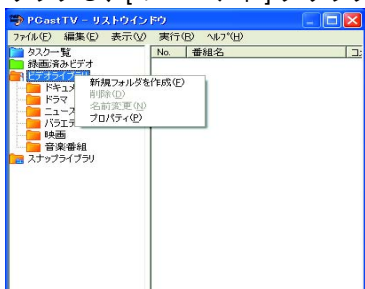 PCastTV - リストウインドウ
ファイル(F) 編集(E) 表示(V) 実行(R) ヘルプ(H)
タスク一覧
No. 番組名
録画済みビデオ
ビデオライブラリ
新規フォルダを作成(F)
ドキュメ
削除(D)
ドラマ
名前変更(N)
ニュース
プロパティ(P)
バラエテ
映画
音楽番組
スナップライブラリ